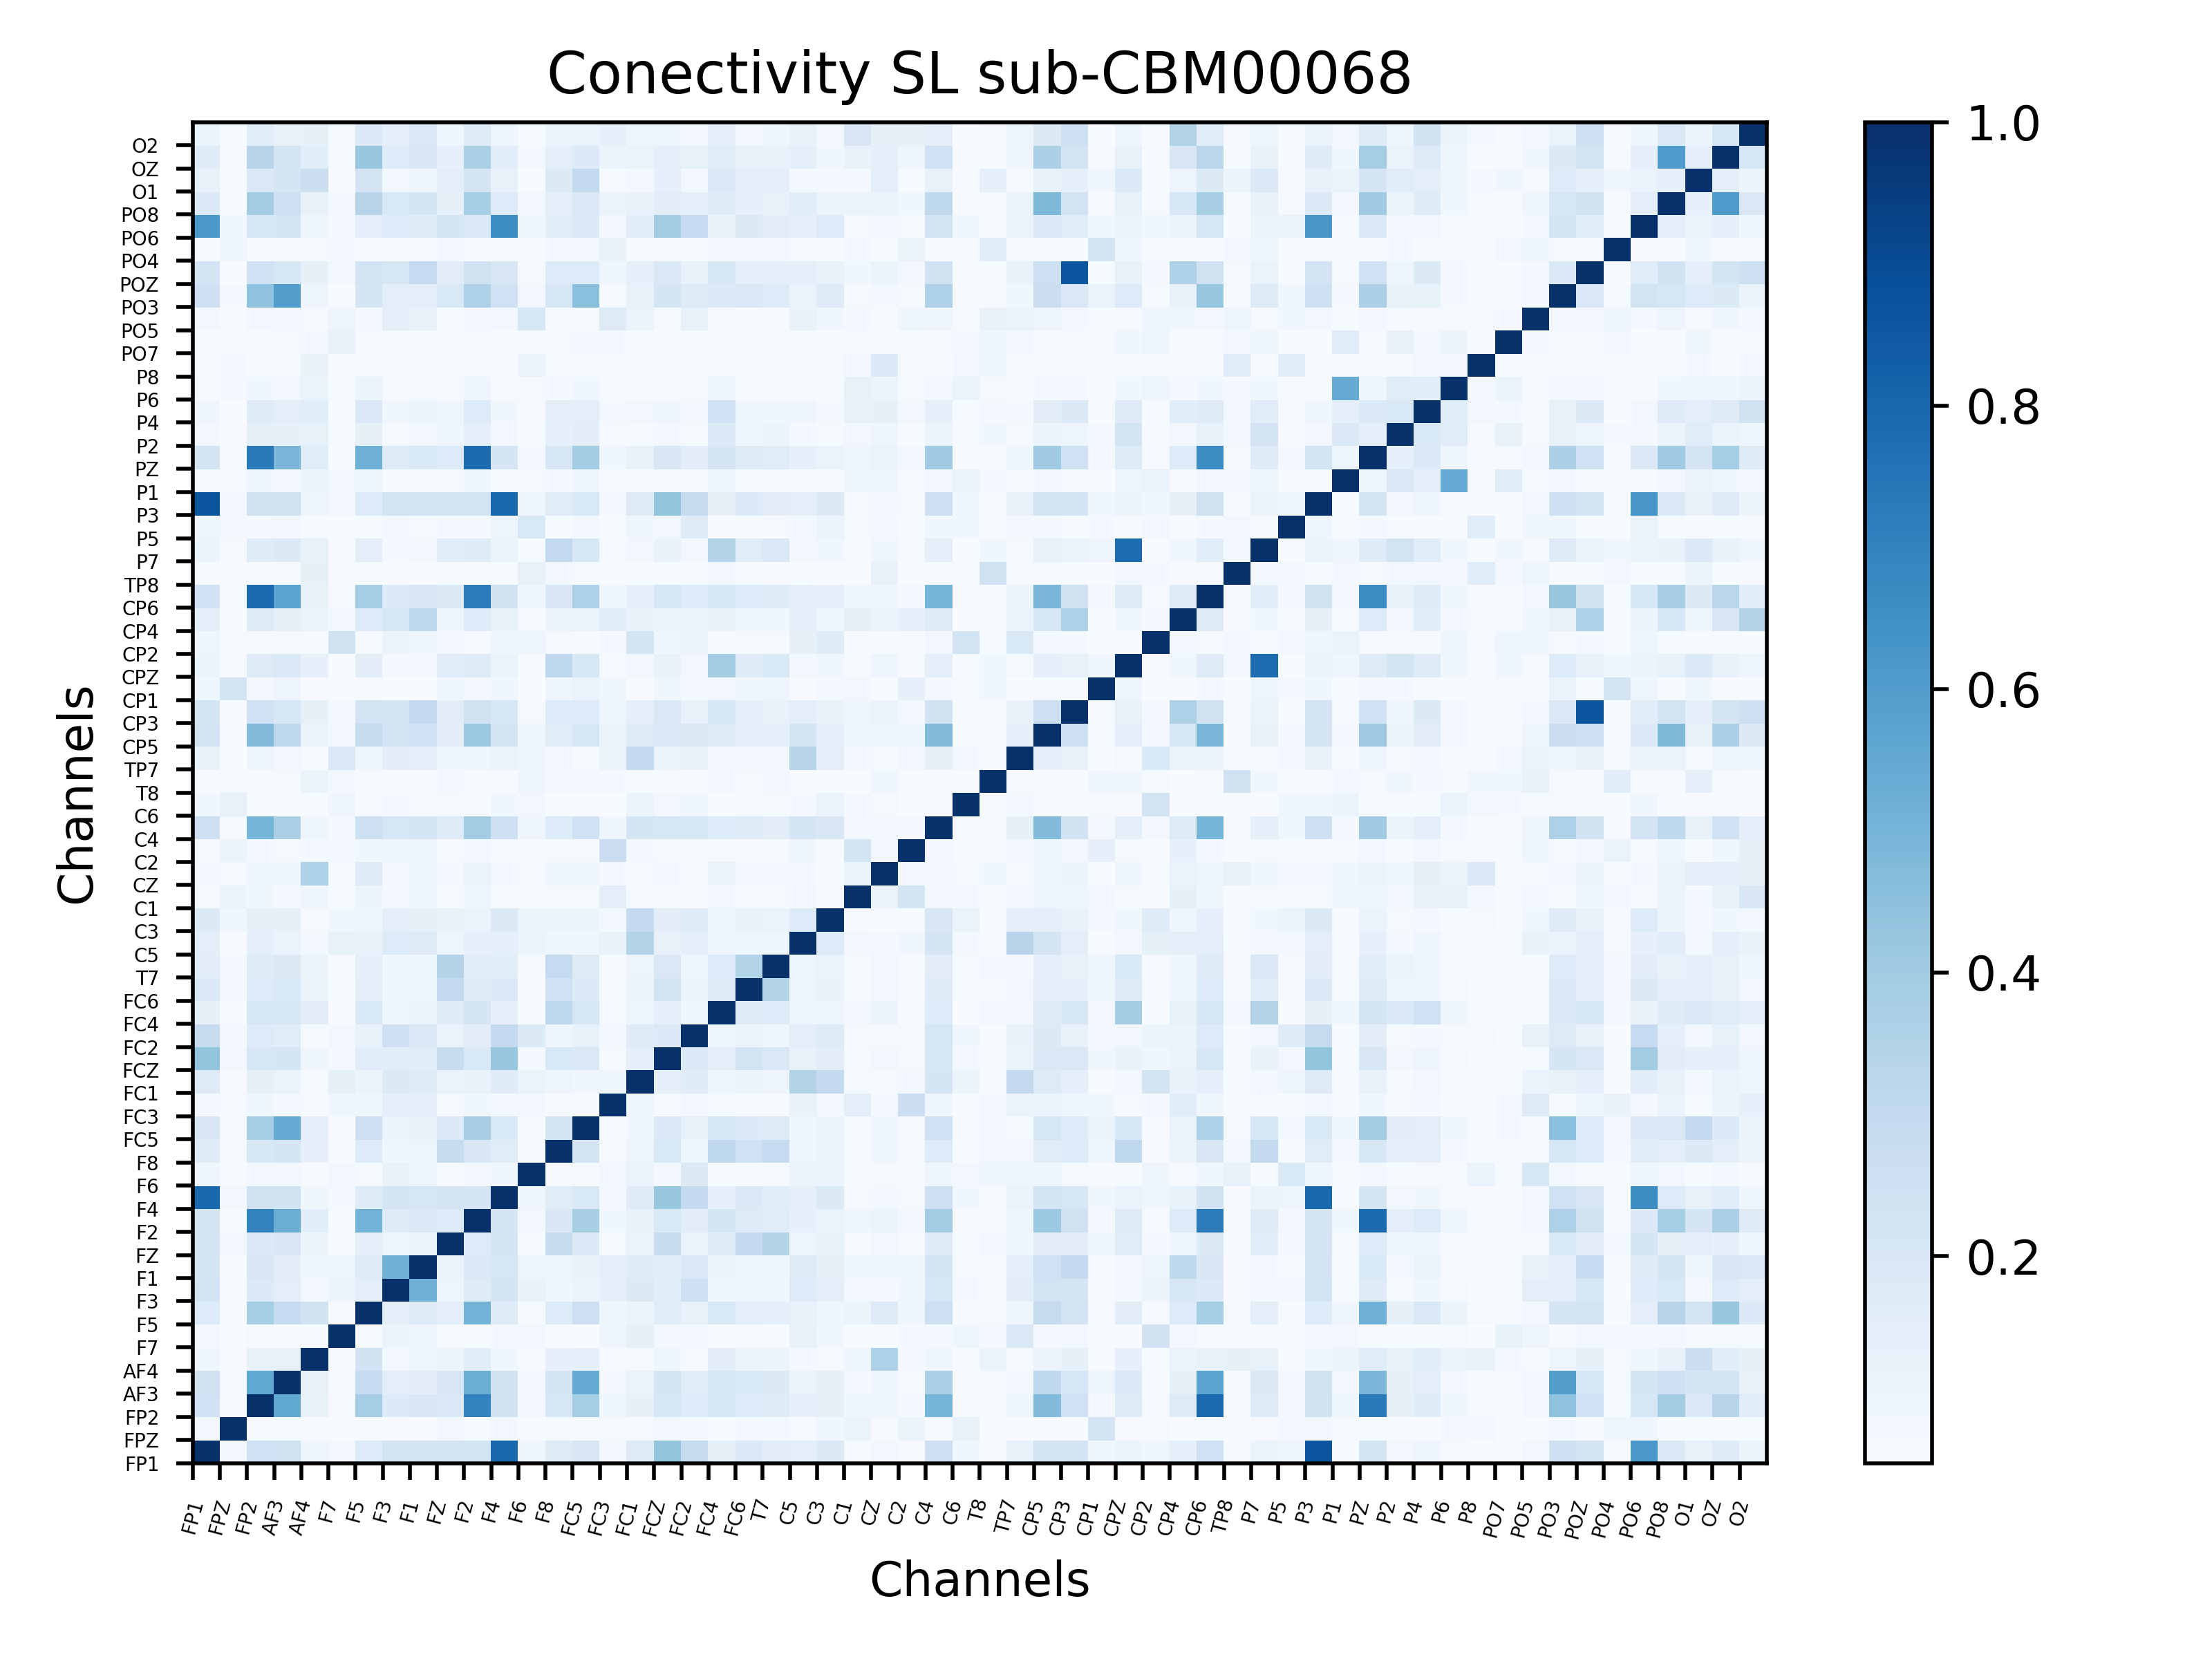 Conectivity SL sub-CBM00068
Channels
O2
OZ
O1
PO8
PO6
PO4
POZ
PO3
PO5
PO7
P8
P6
P4
P2
PZ
P1
P3
P5
P7
TP8
CP6
CP4
CP2
CPZ
CP1
CP3
CP5
TP7
T8
C6
C4
C2
CZ
C1
C3
C5
T7
FC6
FC4
FC2
FCZ
FC1
FC3
FC5
F8
F6
F4
F2
FZ
F1
F3
F5
F7
AF4
AF3
FP2
FPZ
FP1
FP1 FPZ FP2 AF3 AF4 F7 F5 F3 F1 FZ F2 F4 F6 F8 FC5 FC3 FC1 FCZ FC2 FC4 FC6 T7 C5 C3 C1 CZ C2 C4 C6 T8 TP7 CP5 CP3 CP1 CPZ CP2 CP4 CP6 TP8 P7 P5 P3 P1 PZ P2 P4 P6 P8 PO7 PO5 PO3 POZ PO4 PO6 PO8 O1 OZ O2
Channels
1.0
0.8
0.6
0.4
0.2